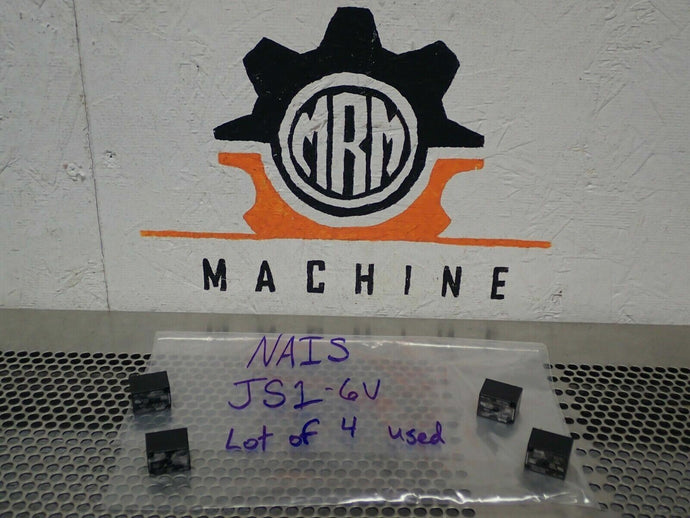 MRM
MACHINE
NAIS
JS1-6V
Lot of 4 used